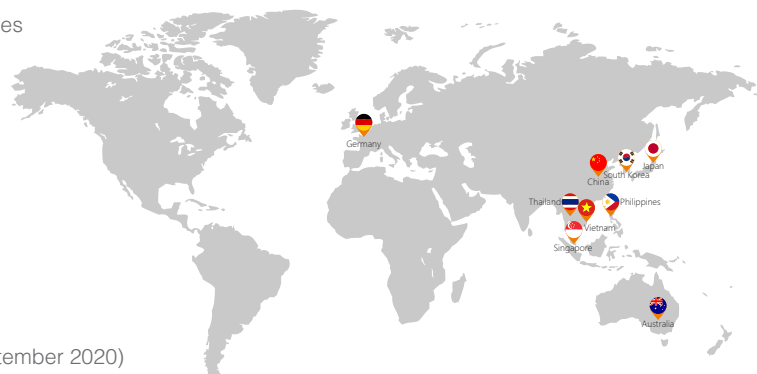 es
Germany
Japan
South Korea
China
Thailand
Philippines
Vietnam
Singapore
Australia
tember 2020)